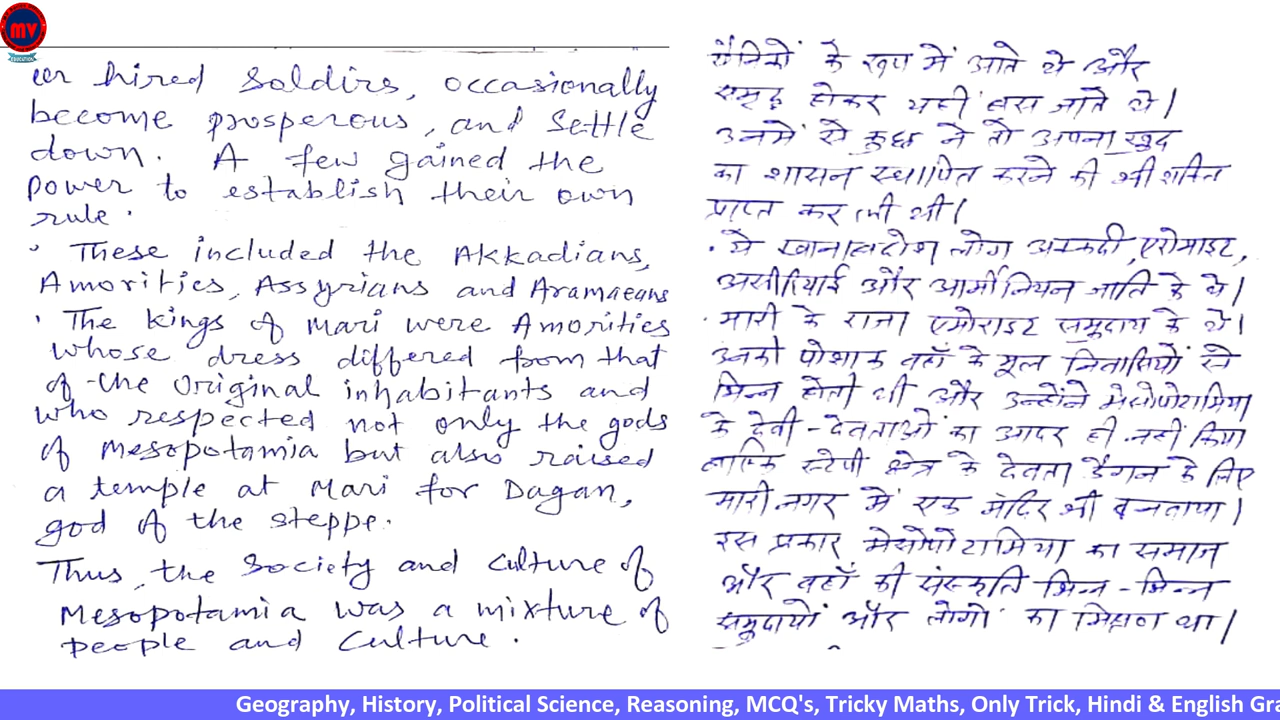 mv
EDUCATION
er hired Soldirs, occasionally
become prosperous, and settle
down. A few gained the
power to establish their own
rule.
• These included the Akkadians,
Amorities, Assyrians and Aramaeans
• The kings of Mari were Amorities
whose dress differed from that
of the original inhabitants and
who respected not only the gods
of Mesopotamia but also raised
a temple at Mari for Dagan,
god of the steppe.
Thus, the Society and culture of
Mesopotamia was a mixture of
people and culture.
सैनिकों के रूप में आते थे और
समृद्ध होकर यहीं बस जाते थे।
उनमें से कुछ ने तो अपना खुद
का शासन स्थापित करने की भी शक्ति
प्राप्त कर ली थी।
• ये खानाबदोश लोग अक्कदी, एमोराइट,
असीरियाई और आर्मीनियन जाति के थे।
• मारी के राजा एमोराइट समुदाय के थे।
उनकी पोशाक वहाँ के मूल निवासियों से
भिन्न होती थी और उन्होंने मेसोपोटामिया
के देवी-देवताओं का आदर ही नहीं किया
बल्कि स्टेपी क्षेत्र के देवता डैगन के लिए
मारी नगर में एक मंदिर भी बनवाया।
इस प्रकार मेसोपोटामिया का समाज
और वहाँ की संस्कृति भिन्न-भिन्न
समुदायों और लोगों का मिश्रण था।
Geography, History, Political Science, Reasoning, MCQ's, Tricky Maths, Only Trick, Hindi & English Gra